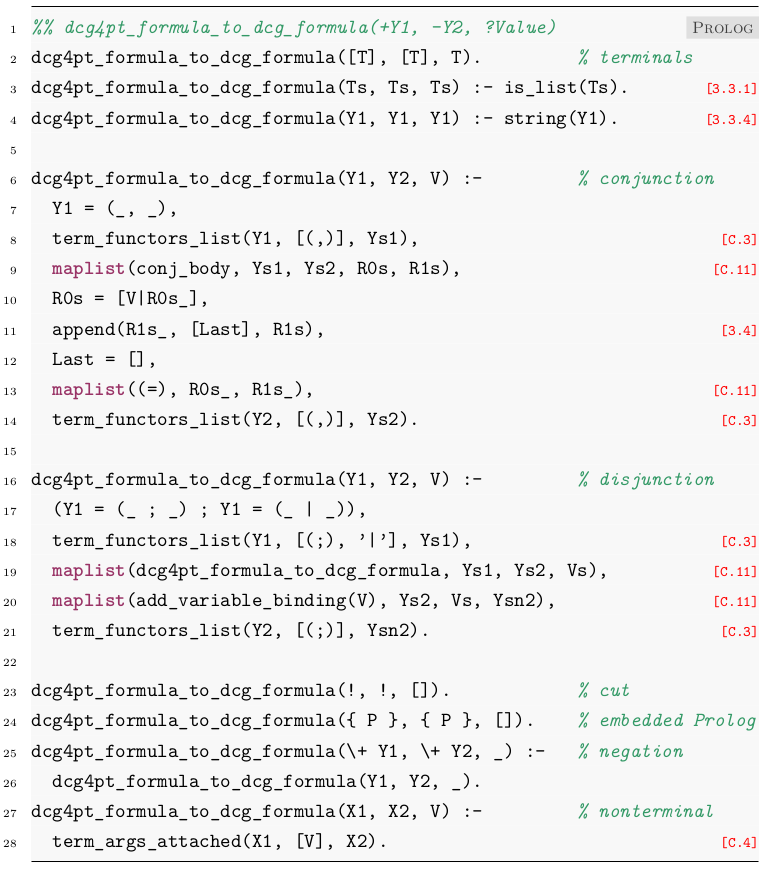 1 %% dcg4pt_formula_to_dcg_formula(+Y1, -Y2, ?Value) PROLOG
2 dcg4pt_formula_to_dcg_formula([T], [T], T). % terminals
3 dcg4pt_formula_to_dcg_formula(Ts, Ts, Ts) :- is_list(Ts). [3.3.1]
4 dcg4pt_formula_to_dcg_formula(Y1, Y1, Y1) :- string(Y1). [3.3.4]
5
6 dcg4pt_formula_to_dcg_formula(Y1, Y2, V) :- % conjunction
7   Y1 = (_, _),
8   term_functors_list(Y1, [(,)], Ys1), [C.3]
9   maplist(conj_body, Ys1, Ys2, R0s, R1s), [C.11]
10   R0s = [V|R0s_],
11   append(R1s_, [Last], R1s), [3.4]
12   Last = [],
13   maplist((=), R0s_, R1s_), [C.11]
14   term_functors_list(Y2, [(,)], Ys2). [C.3]
15
16 dcg4pt_formula_to_dcg_formula(Y1, Y2, V) :- % disjunction
17   (Y1 = (_ ; _) ; Y1 = (_ | _)),
18   term_functors_list(Y1, [(;), '|'], Ys1), [C.3]
19   maplist(dcg4pt_formula_to_dcg_formula, Ys1, Ys2, Vs), [C.11]
20   maplist(add_variable_binding(V), Ys2, Vs, Ysn2), [C.11]
21   term_functors_list(Y2, [(;)], Ysn2). [C.3]
22
23 dcg4pt_formula_to_dcg_formula(!, !, []). % cut
24 dcg4pt_formula_to_dcg_formula({ P }, { P }, []). % embedded Prolog
25 dcg4pt_formula_to_dcg_formula(\+ Y1, \+ Y2, _) :- % negation
26   dcg4pt_formula_to_dcg_formula(Y1, Y2, _).
27 dcg4pt_formula_to_dcg_formula(X1, X2, V) :- % nonterminal
28   term_args_attached(X1, [V], X2). [C.4]